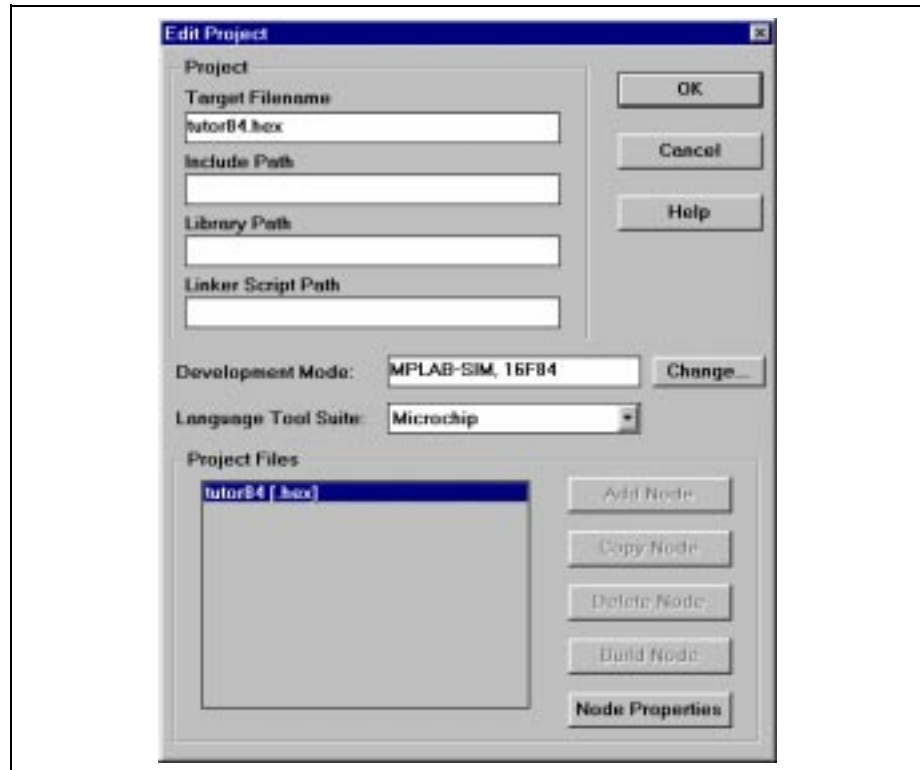 Edit Project
Project
Target Filename
tutor84.hex
Include Path
Library Path
Linker Script Path
OK
Cancel
Help
Development Mode:
MPLAB-SIM, 16F84
Change...
Language Tool Suite:
Microchip
Project Files
tutor84 [.hex]
Add Node
Copy Node
Delete Node
Build Node
Node Properties